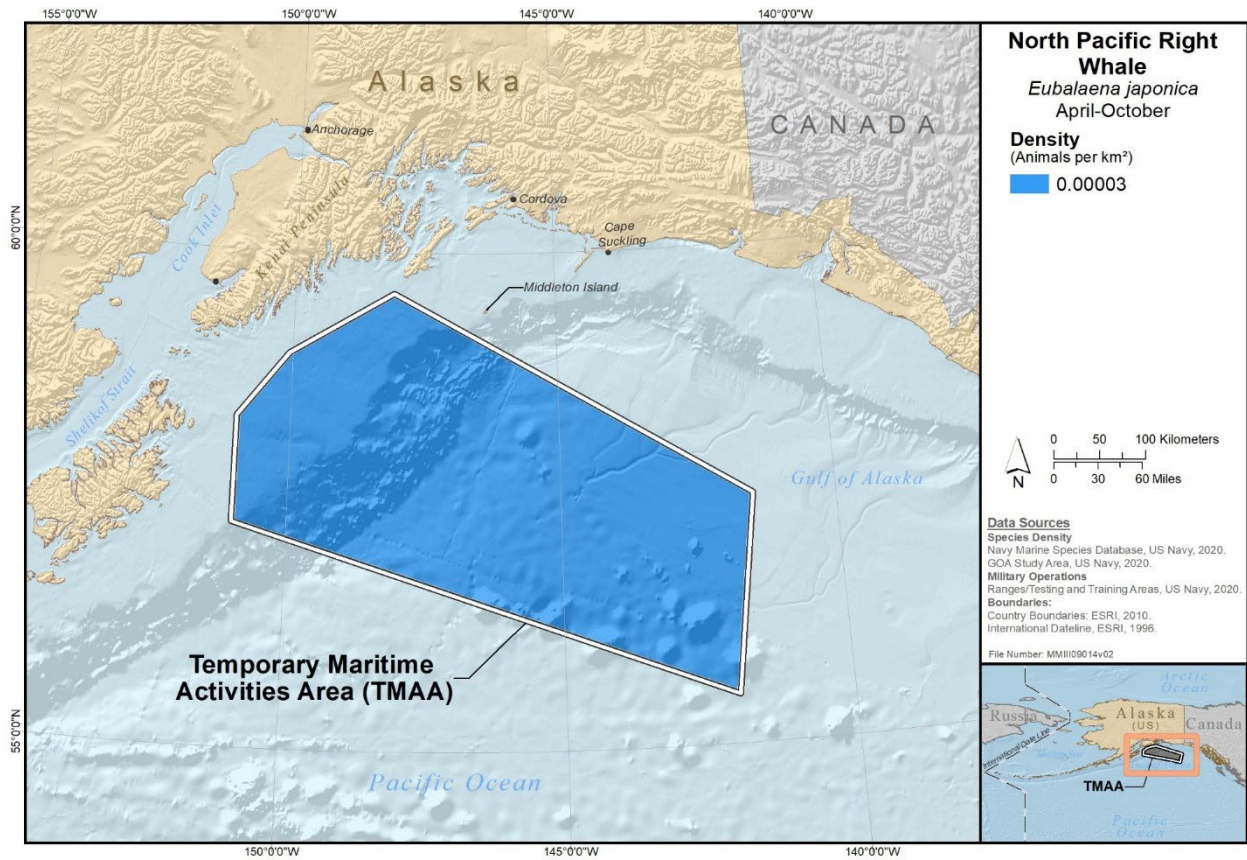 155°0'0"W
150°0'0"W
145°0'0"W
140°0'0"W
Alaska
CANADA
Anchorage
Cordova
Cape
Suckling
Middleton Island
Cook Inlet
Kenai Peninsula
Shelikof Strait
60°0'0"N
55°0'0"N
Gulf of Alaska
Temporary Maritime
Activities Area (TMAA)
Pacific Ocean
150°0'0"W
145°0'0"W
140°0'0"W
North Pacific Right
Whale
Eubalaena japonica
April-October
Density
(Animals per km²)
0.00003
N
0 50 100 Kilometers
0 30 60 Miles
Data Sources
Species Density
Navy Marine Species Database, US Navy, 2020.
GOA Study Area, US Navy, 2020.
Military Operations
Ranges/Testing and Training Areas, US Navy, 2020.
Boundaries:
Country Boundaries: ESRI, 2010.
International Dateline, ESRI, 1996.
File Number: MMIII09014v02
Arctic
Ocean
Russia
Alaska
(US)
Canada
International Date Line
TMAA
Pacific
Ocean